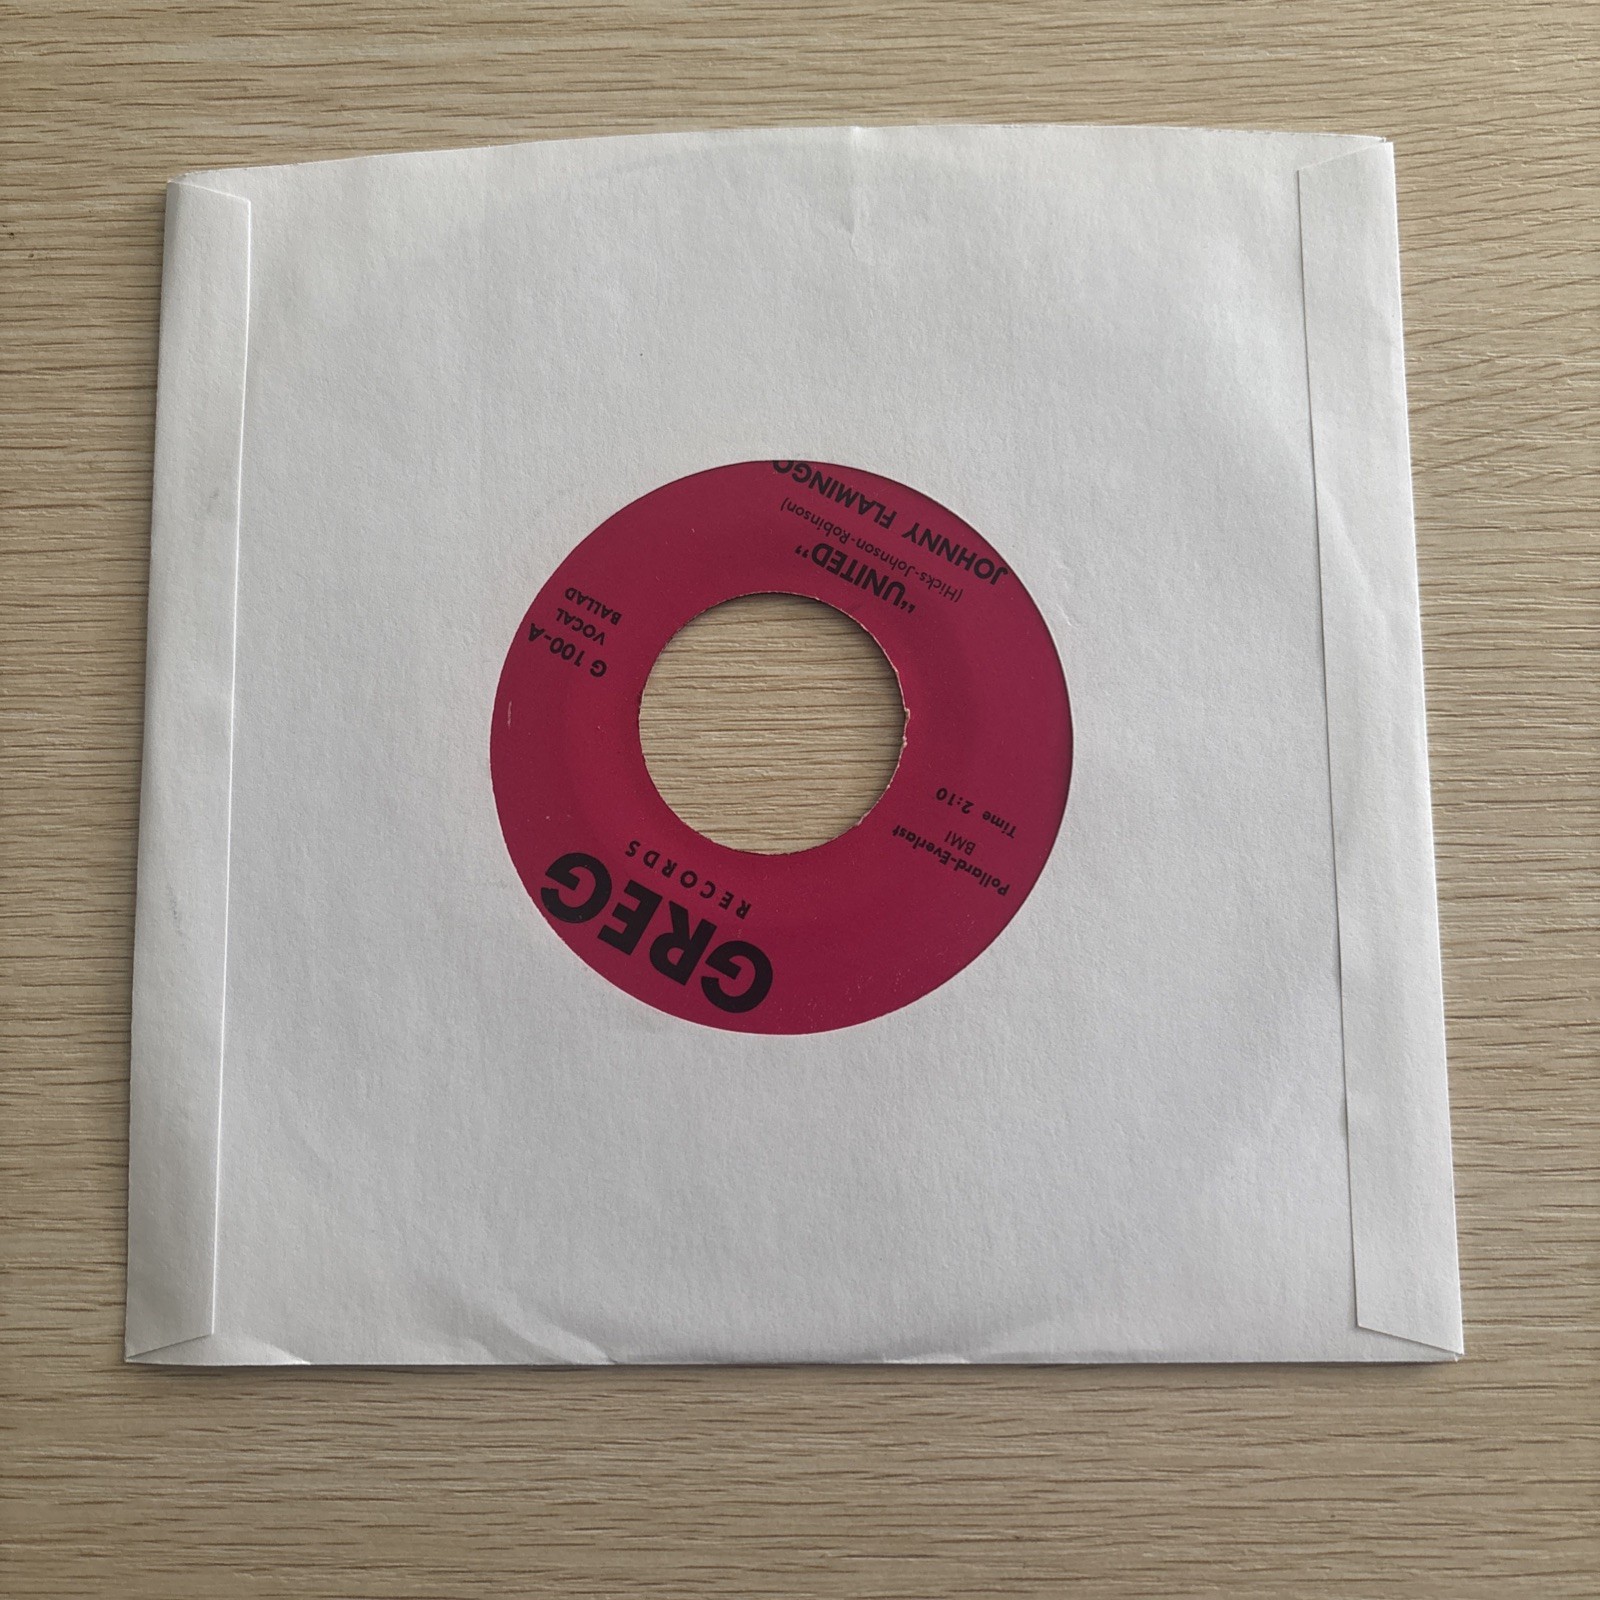 GREG
RECORDS
Pollard-Everlast
BMI
Time 2:10
G 100-A
VOCAL
BALLAD
"UNITED"
(Hicks-Johnson-Robinson)
JOHNNY FLAMINGO